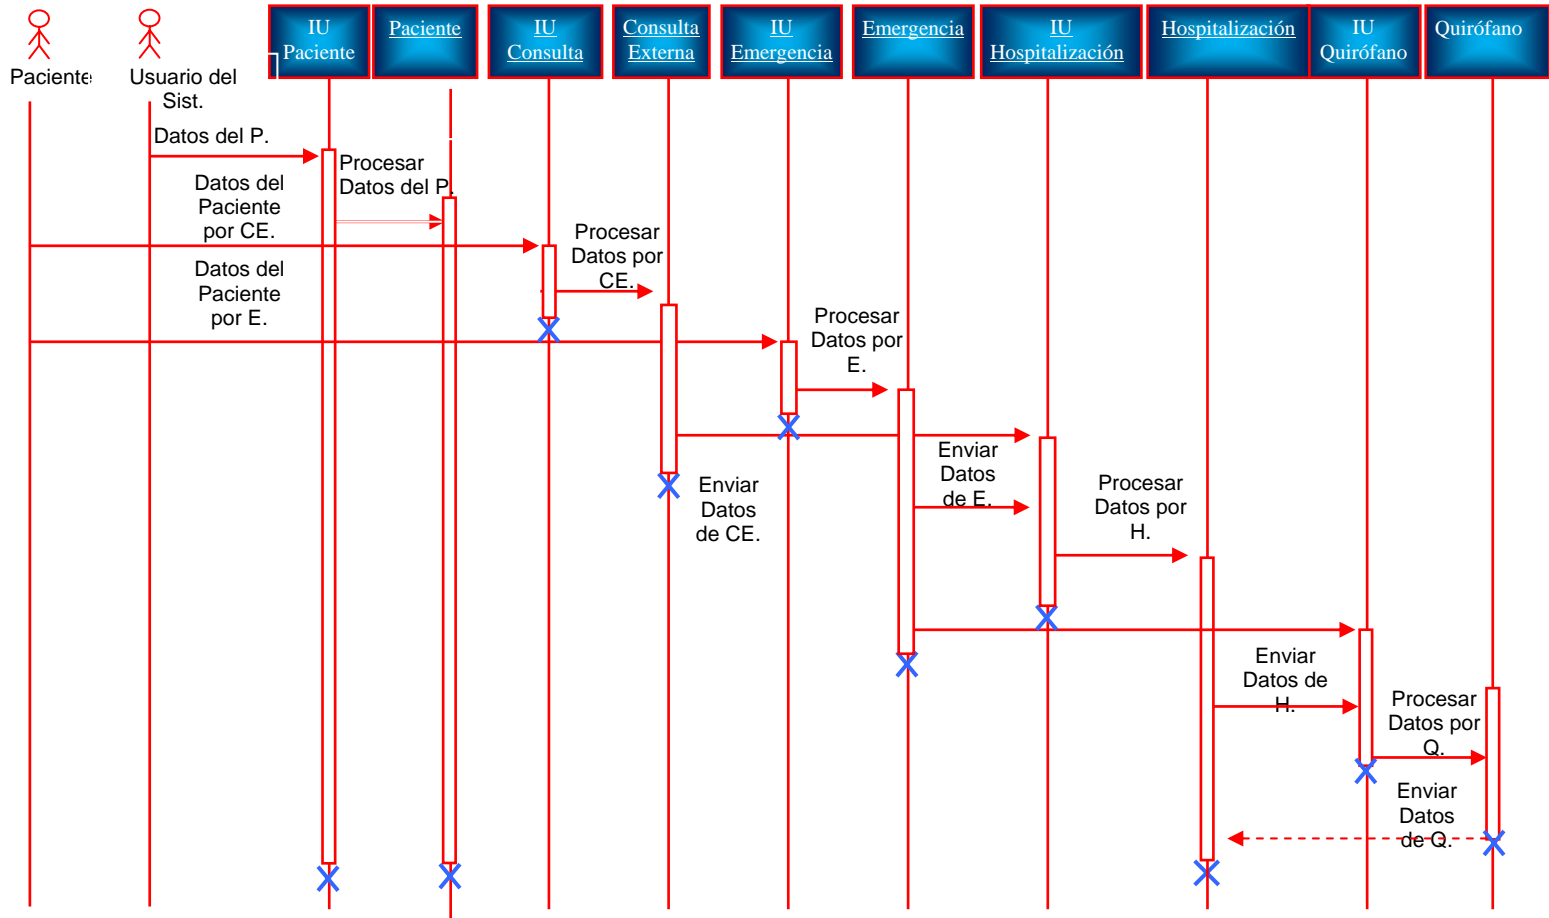 IU
Paciente
Paciente
IU
Consulta
Consulta
Externa
IU
Emergencia
Emergencia
IU
Hospitalización
Hospitalización
IU
Quirófano
Quirófano
Paciente
Usuario del
Sist.
Datos del P.
Procesar
Datos del P.
Datos del
Paciente
por CE.
Procesar
Datos por
CE.
Datos del
Paciente
por E.
Procesar
Datos por
E.
Enviar
Datos
de E.
Enviar
Datos
de CE.
Procesar
Datos por
H.
Enviar
Datos de
H.
Procesar
Datos por
Q.
Enviar
Datos
de Q.